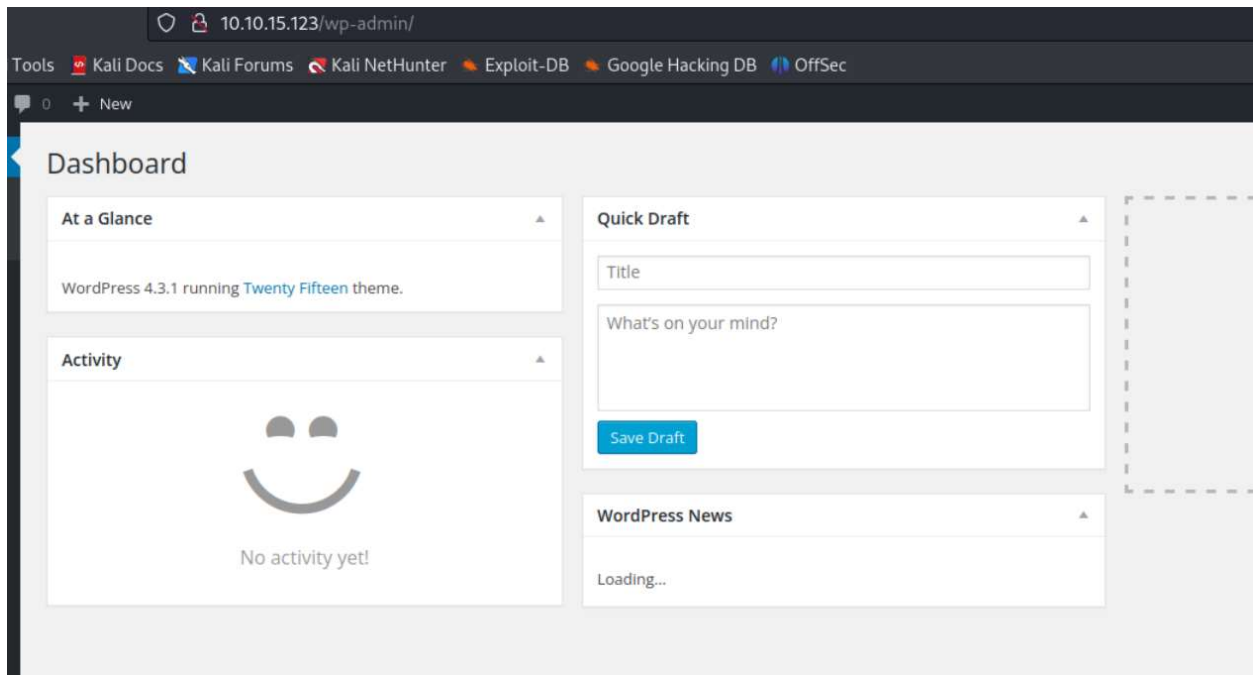 10.10.15.123/wp-admin/
Tools Kali Docs Kali Forums Kali NetHunter Exploit-DB Google Hacking DB OffSec
0 + New
Dashboard
At a Glance
WordPress 4.3.1 running Twenty Fifteen theme.
Activity
No activity yet!
Quick Draft
Title
What's on your mind?
Save Draft
WordPress News
Loading...